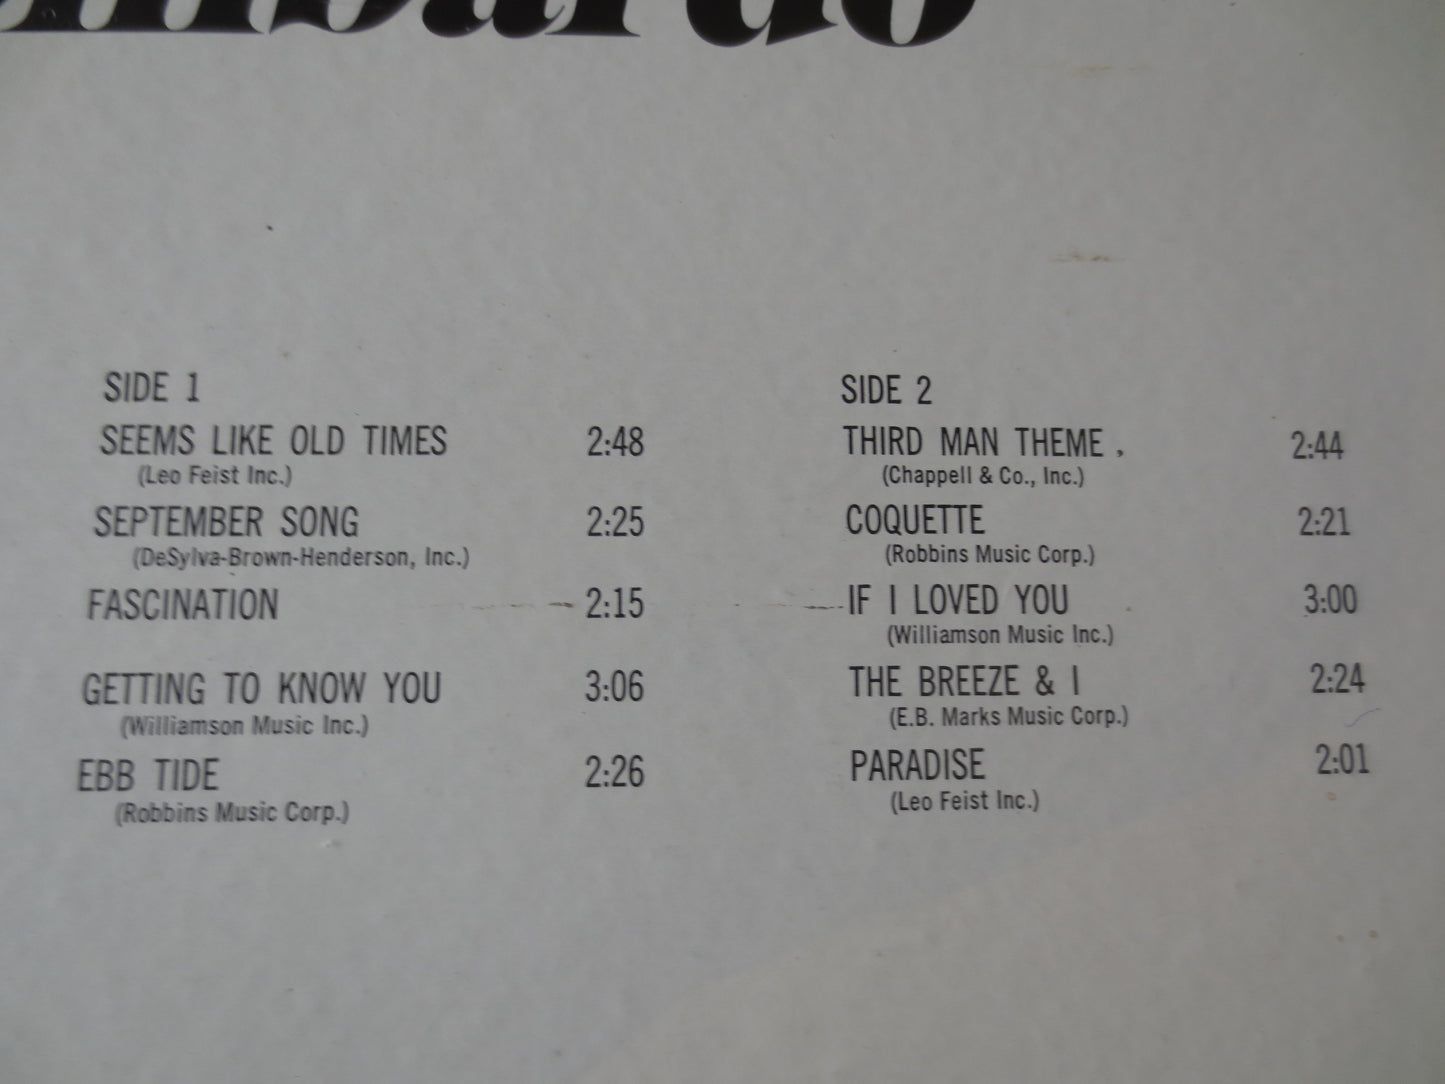 SIDE 1
SEEMS LIKE OLD TIMES 2:48
(Leo Feist Inc.)
SEPTEMBER SONG 2:25
(DeSylva-Brown-Henderson, Inc.)
FASCINATION 2:15
GETTING TO KNOW YOU 3:06
(Williamson Music Inc.)
EBB TIDE 2:26
(Robbins Music Corp.)
SIDE 2
THIRD MAN THEME . 2:44
(Chappell & Co., Inc.)
COQUETTE 2:21
(Robbins Music Corp.)
IF I LOVED YOU 3:00
(Williamson Music Inc.)
THE BREEZE & I 2:24
(E.B. Marks Music Corp.)
PARADISE 2:01
(Leo Feist Inc.)